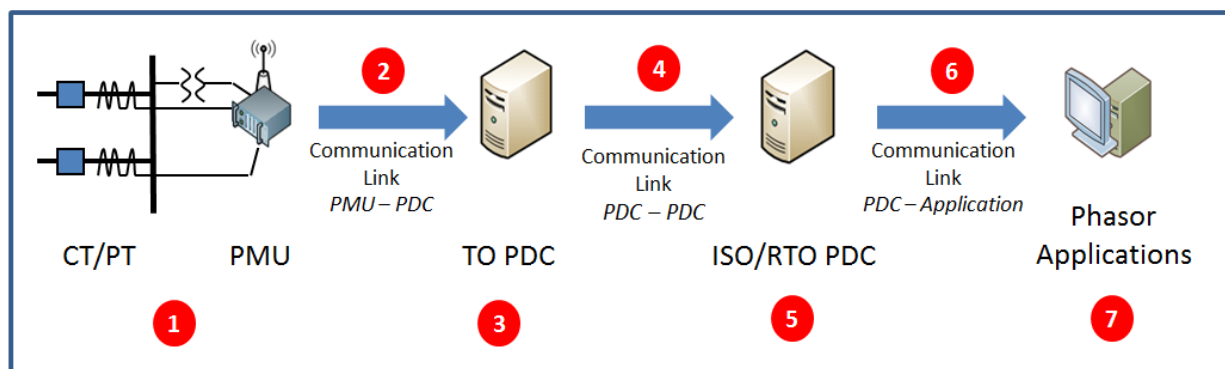 2
4
6
Communication
Link
PMU – PDC
Communication
Link
PDC – PDC
Communication
Link
PDC – Application
CT/PT
PMU
TO PDC
ISO/RTO PDC
Phasor
Applications
1
3
5
7